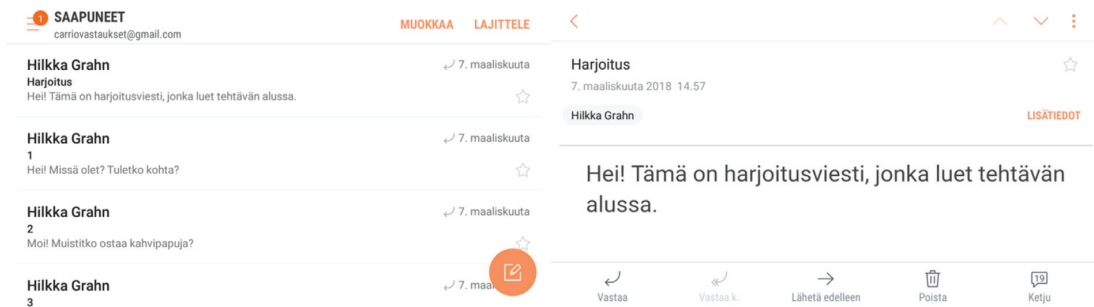 1
SAAPUNEET
carriovastaukset@gmail.com
MUOKKAA LAJITTELE
Hilkka Grahn
7. maaliskuuta
Harjoitus
Hei! Tämä on harjoitusviesti, jonka luet tehtävän alussa.
Hilkka Grahn
7. maaliskuuta
1
Hei! Missä olet? Tuletko kohta?
Hilkka Grahn
7. maaliskuuta
2
Moi! Muistitko ostaa kahvipapuja?
Hilkka Grahn
7.
3
Harjoitus
7. maaliskuuta 2018 14.57
Hilkka Grahn
LISÄTIEDOT
Hei! Tämä on harjoitusviesti, jonka luet tehtävän
alussa.
Vastaa
Vastaa k.
Lähetä edelleen
Poista
19
Ketju